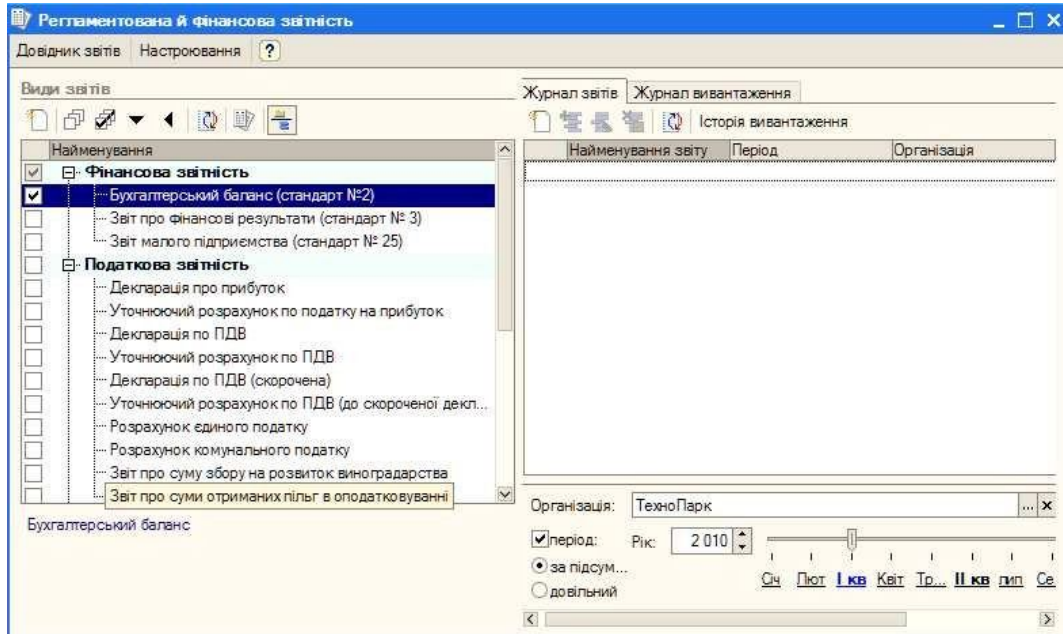 Регламентована й фінансова звітність
Довідник звітів Настроювання ?
Види звітів
Найменування
Фінансова звітність
Бухгалтерський баланс (стандарт №2)
Звіт про фінансові результати (стандарт № 3)
Звіт малого підприємства (стандарт № 25)
Податкова звітність
Декларація про прибуток
Уточнюючий розрахунок по податку на прибуток
Декларація по ПДВ
Уточнюючий розрахунок по ПДВ
Декларація по ПДВ (скорочена)
Уточнюючий розрахунок по ПДВ (до скороченої декл...
Розрахунок єдиного податку
Розрахунок комунального податку
Звіт про суму збору на розвиток виноградарства
Звіт про суми отриманих пільг в оподатковуванні
Бухгалтерський баланс
Журнал звітів Журнал вивантаження
Історія вивантаження
Найменування звіту Період Організація
Організація: ТехноПарк ... x
період: Рік: 2 010
за підсум...
довільний
Січ Лют І кв Квіт Тр... ІІ кв лип Се